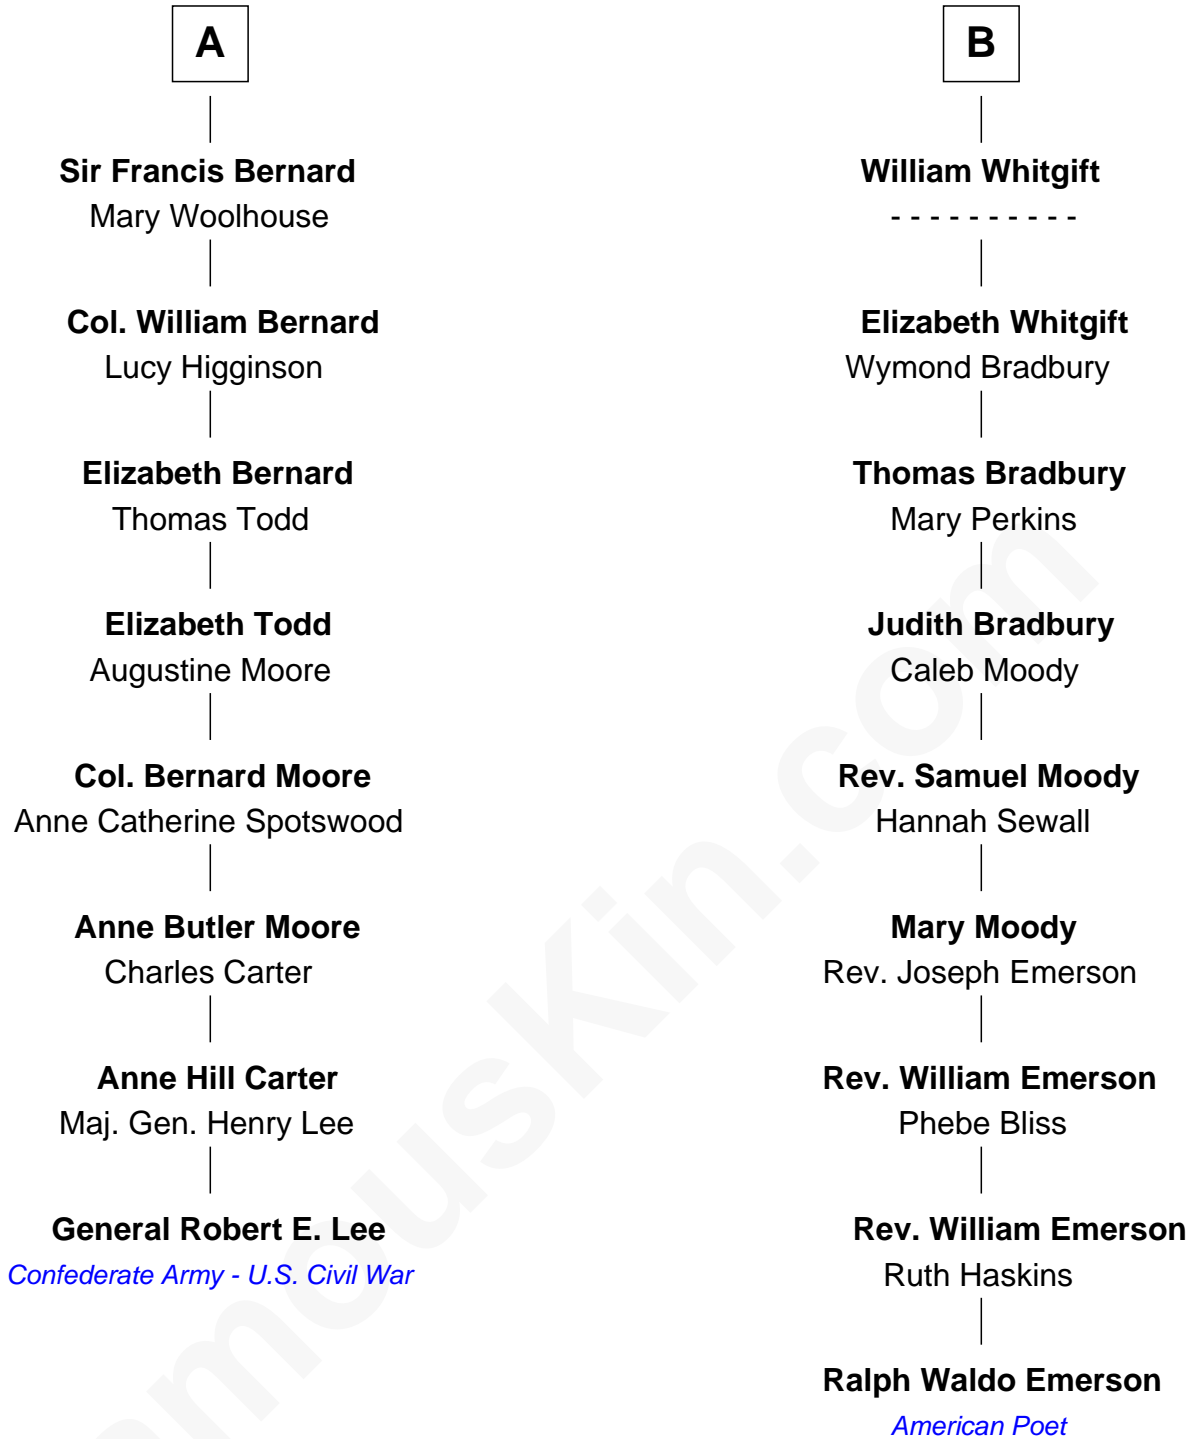 A
Sir Francis Bernard
Mary Woolhouse
Col. William Bernard
Lucy Higginson
Elizabeth Bernard
Thomas Todd
Elizabeth Todd
Augustine Moore
Col. Bernard Moore
Anne Catherine Spotswood
Anne Butler Moore
Charles Carter
Anne Hill Carter
Maj. Gen. Henry Lee
General Robert E. Lee
Confederate Army - U.S. Civil War
B
William Whitgift
- - - - - - - - - -
Elizabeth Whitgift
Wymond Bradbury
Thomas Bradbury
Mary Perkins
Judith Bradbury
Caleb Moody
Rev. Samuel Moody
Hannah Sewall
Mary Moody
Rev. Joseph Emerson
Rev. William Emerson
Phebe Bliss
Rev. William Emerson
Ruth Haskins
Ralph Waldo Emerson
American Poet
amouskin.com